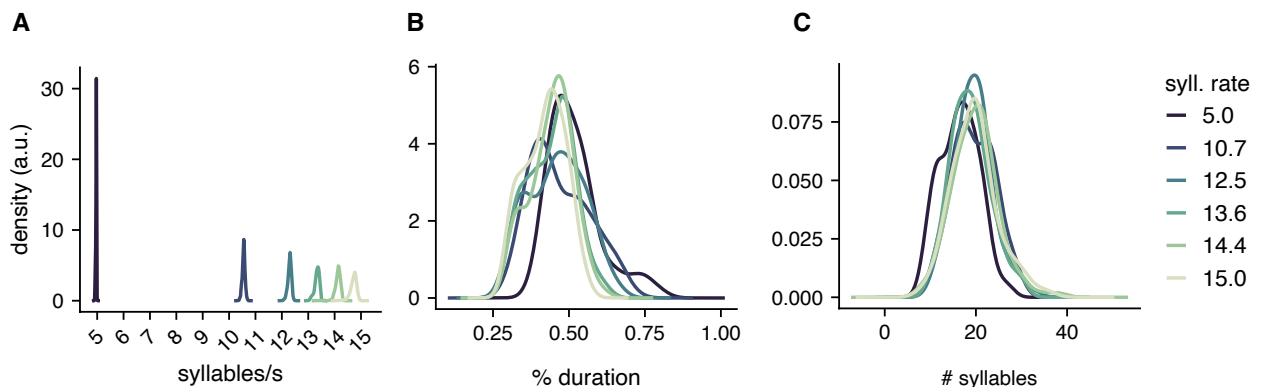 A
density (a.u.)
30
20
10
0
5 6 7 8 9 10 11 12 13 14 15
syllables/s
B
6
4
2
0
0.25 0.50 0.75 1.00
% duration
C
0.075
0.050
0.025
0.000
0 20 40
# syllables
syll. rate
5.0
10.7
12.5
13.6
14.4
15.0